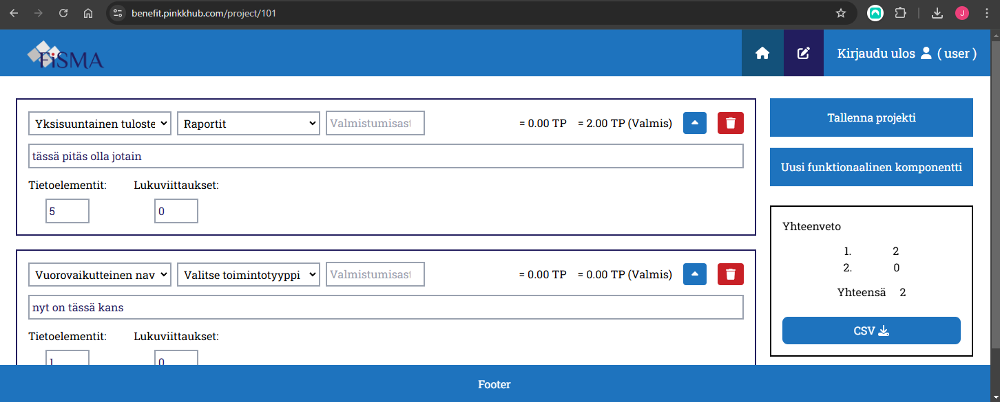 benefit.pinkkhub.com/project/101
J
FiSMA
Kirjaudu ulos ( user )
Yksisuuntainen tuloste Raportit Valmistumisast = 0.00 TP = 2.00 TP (Valmis)
tässä pitäs olla jotain
Tietoelementit: Lukuviittaukset:
5 0
Vuorovaikutteinen nav Valitse toimintotyyppi Valmistumisast = 0.00 TP = 0.00 TP (Valmis)
nyt on tässä kans
Tietoelementit: Lukuviittaukset:
1 0
Tallenna projekti
Uusi funktionaalinen komponentti
Yhteenveto
1. 2
2. 0
Yhteensä 2
CSV
Footer